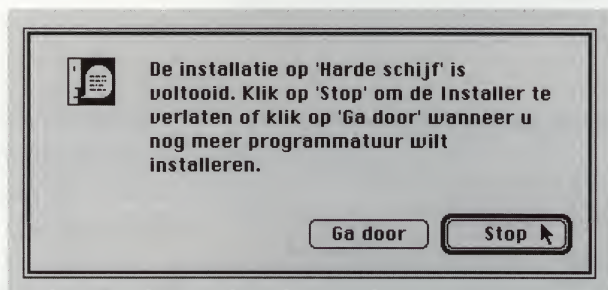 De installatie op 'Harde schijf' is
voltooid. Klik op 'Stop' om de Installer te
verlaten of klik op 'Ga door' wanneer u
nog meer programmatuur wilt
installeren.
Ga door
Stop